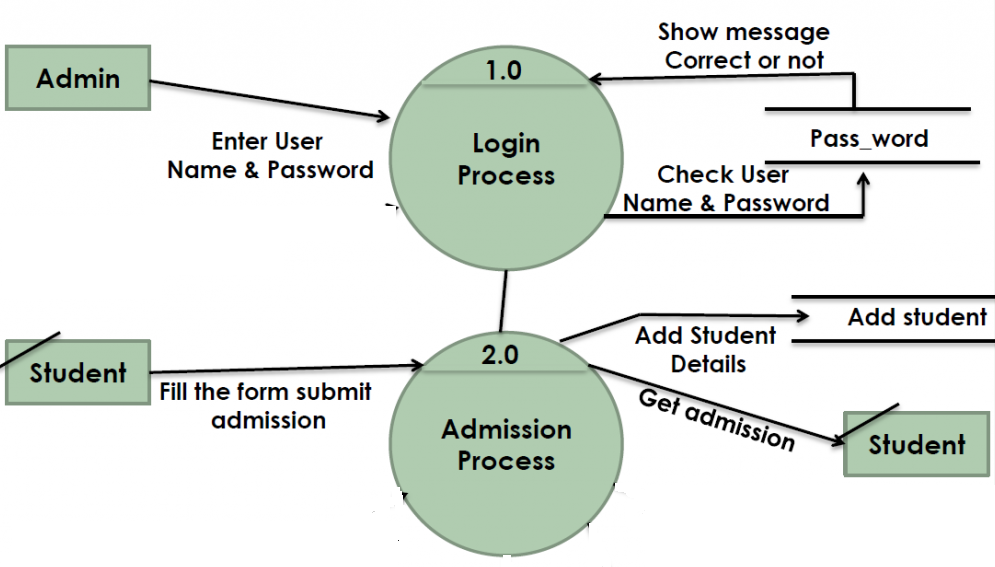 Show message
Correct or not
Admin
1.0
Enter User
Name & Password
Login
Process
Pass_word
Check User
Name & Password
Student
Fill the form submit
admission
2.0
Admission
Process
Add Student
Details
Add student
Get admission
Student